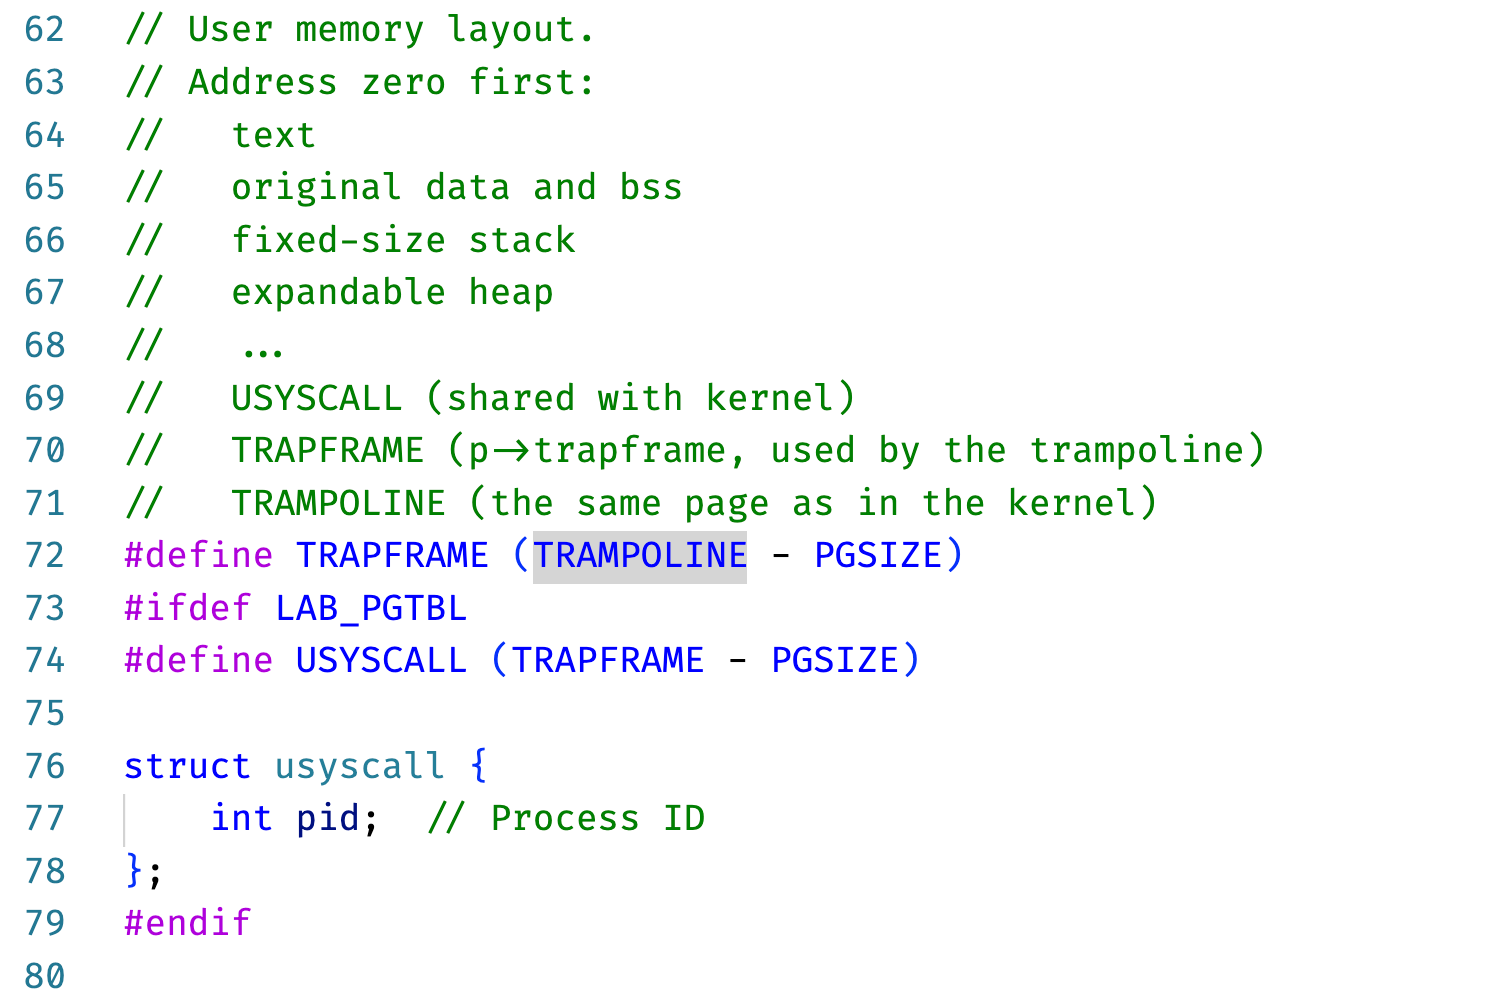 62 // User memory layout.
63 // Address zero first:
64 //   text
65 //   original data and bss
66 //   fixed-size stack
67 //   expandable heap
68 //   ...
69 //   USYSCALL (shared with kernel)
70 //   TRAPFRAME (p->trapframe, used by the trampoline)
71 //   TRAMPOLINE (the same page as in the kernel)
72 #define TRAPFRAME (TRAMPOLINE - PGSIZE)
73 #ifdef LAB_PGTBL
74 #define USYSCALL (TRAPFRAME - PGSIZE)
75
76 struct usyscall {
77     int pid;  // Process ID
78 };
79 #endif
80